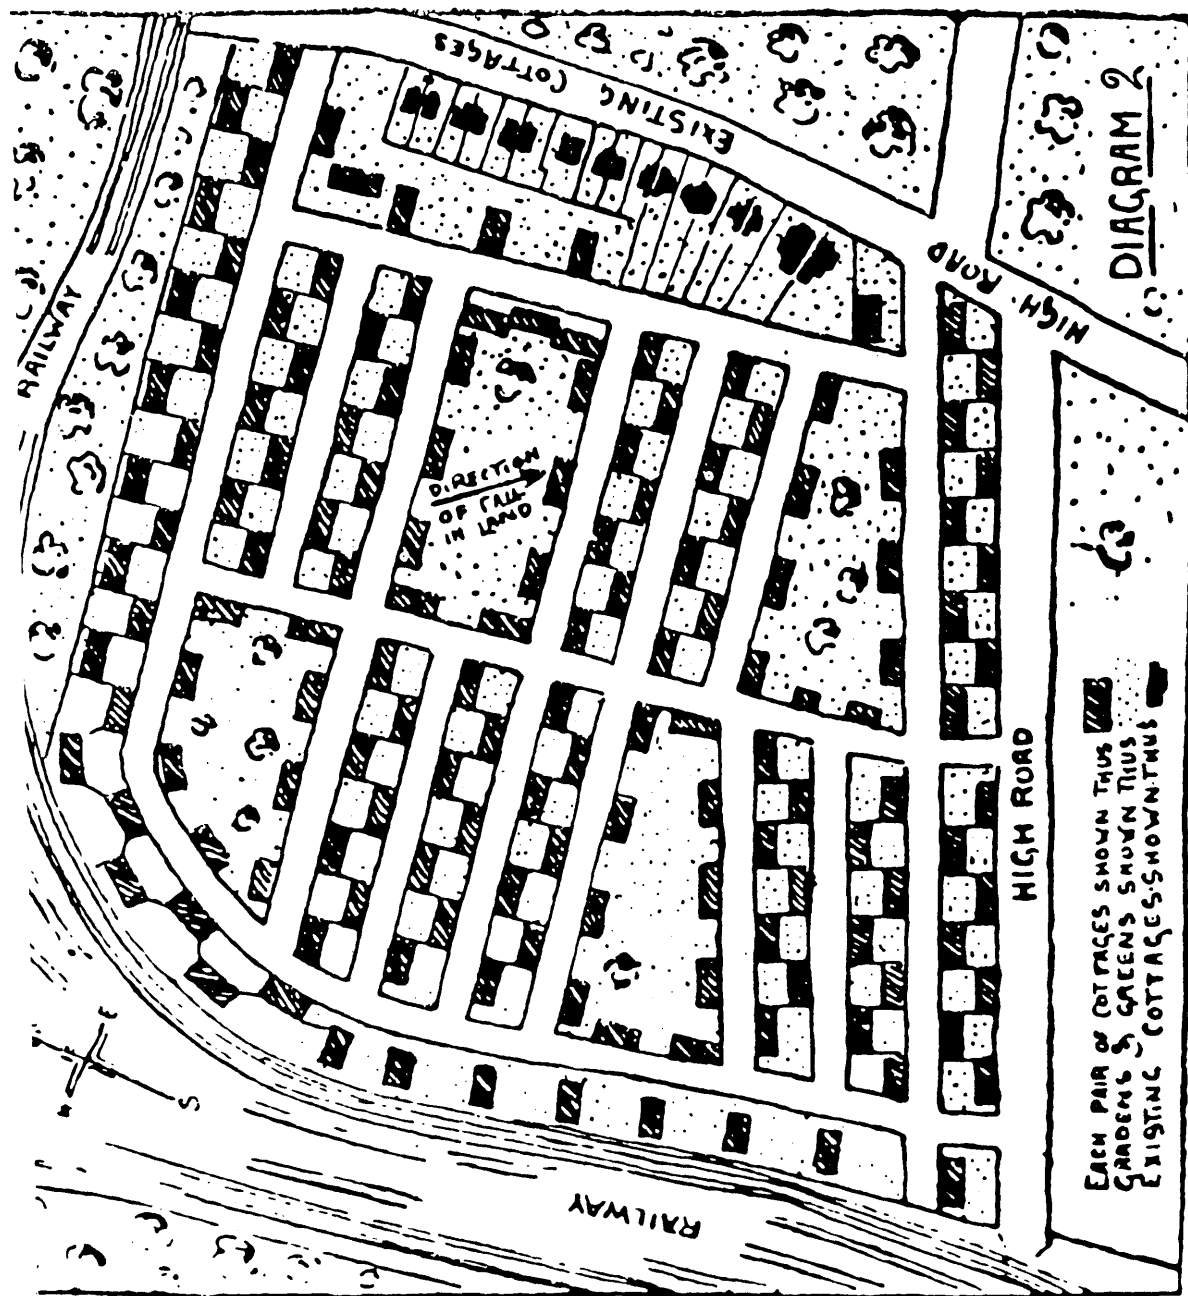 DIAGRAM 2
HIGH ROAD
EXISTING COTTAGES
RAILWAY
DIRECTION
OF FALL
IN LAND
HIGH ROAD
RAILWAY
E
S
EACH PAIR OF COTTAGES SHOWN THUS
GARDENS & GREENS SHOWN THUS
EXISTING COTTAGES SHOWN THUS